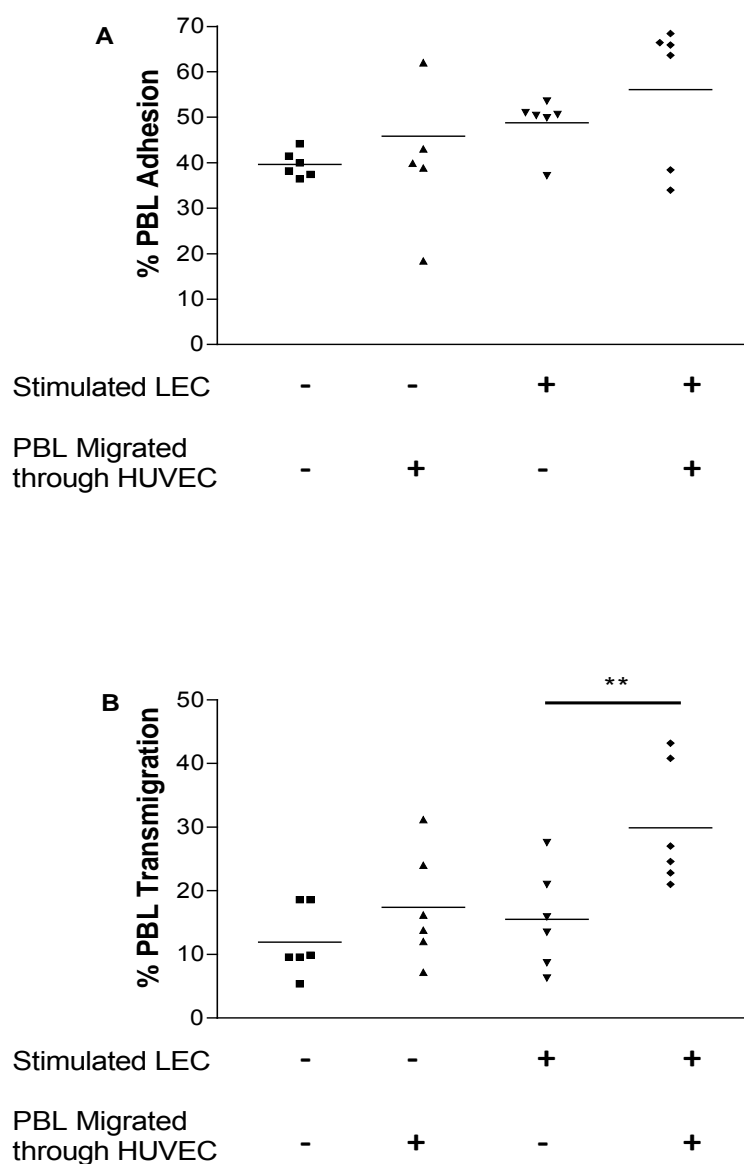 A
% PBL Adhesion
70
60
50
40
30
20
10
0
Stimulated LEC - - + +
PBL Migrated
through HUVEC - + - +
B
% PBL Transmigration
**
50
40
30
20
10
0
Stimulated LEC - - + +
PBL Migrated
through HUVEC - + - +